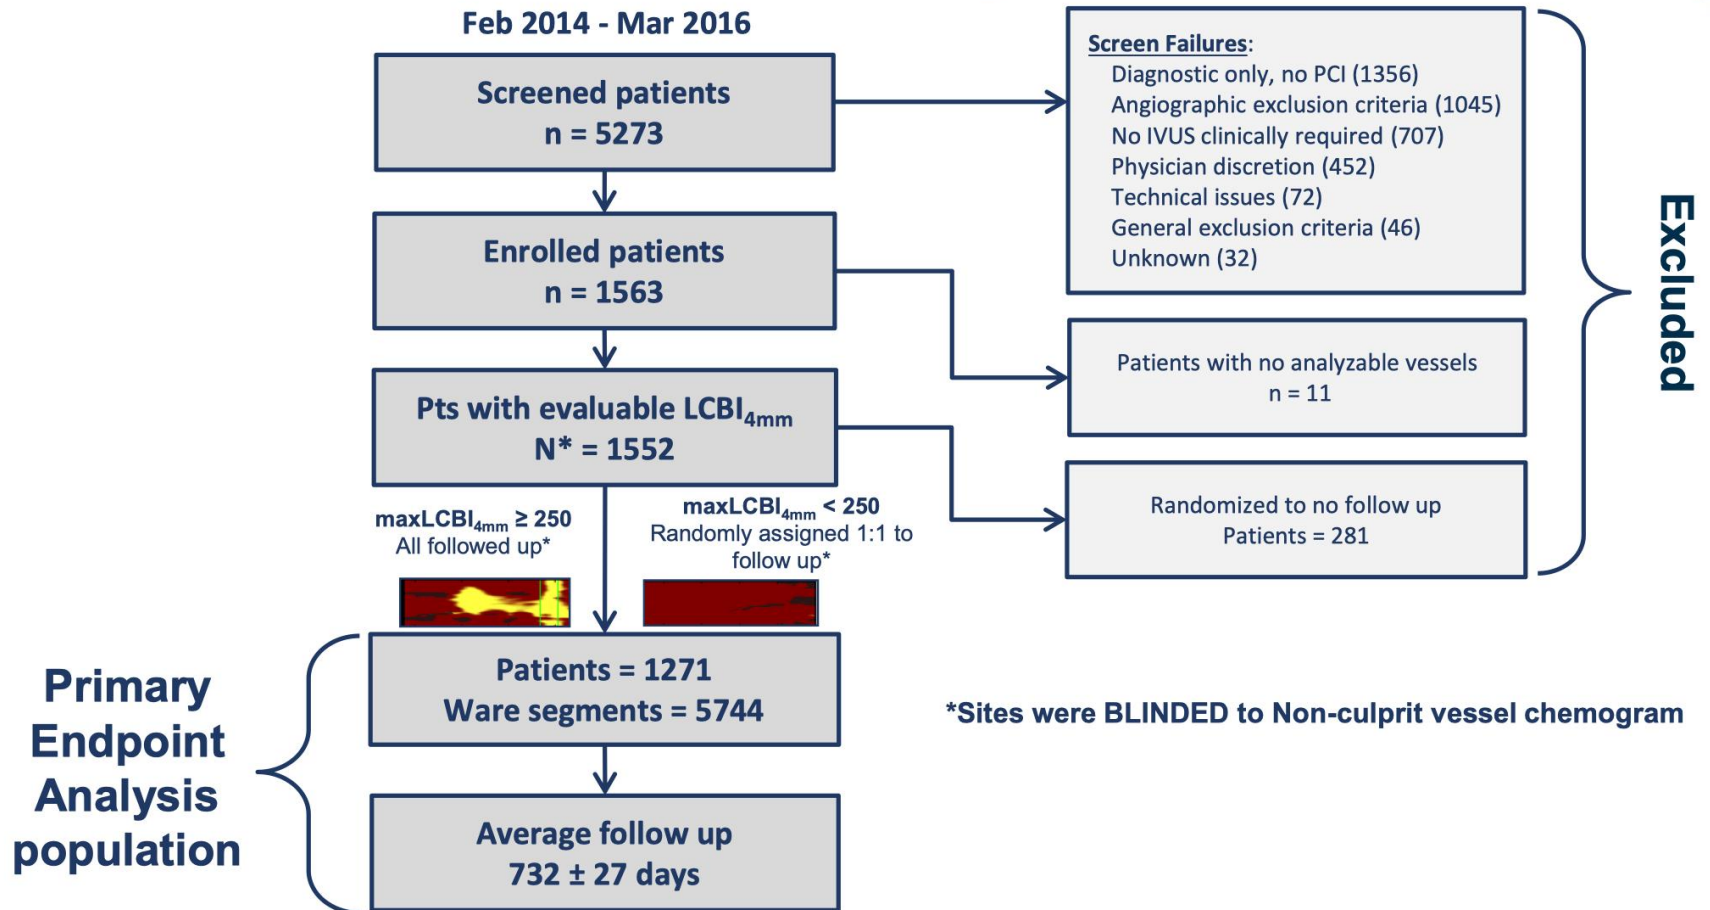 Feb 2014 - Mar 2016
Screened patients
n = 5273
Enrolled patients
n = 1563
Pts with evaluable LCBI4mm
N* = 1552
maxLCBI4mm ≥ 250
All followed up*
maxLCBI4mm < 250
Randomly assigned 1:1 to
follow up*
Patients = 1271
Ware segments = 5744
Average follow up
732 ± 27 days
Primary
Endpoint
Analysis
population
Screen Failures:
Diagnostic only, no PCI (1356)
Angiographic exclusion criteria (1045)
No IVUS clinically required (707)
Physician discretion (452)
Technical issues (72)
General exclusion criteria (46)
Unknown (32)
Patients with no analyzable vessels
n = 11
Randomized to no follow up
Patients = 281
Excluded
*Sites were BLINDED to Non-culprit vessel chemogram